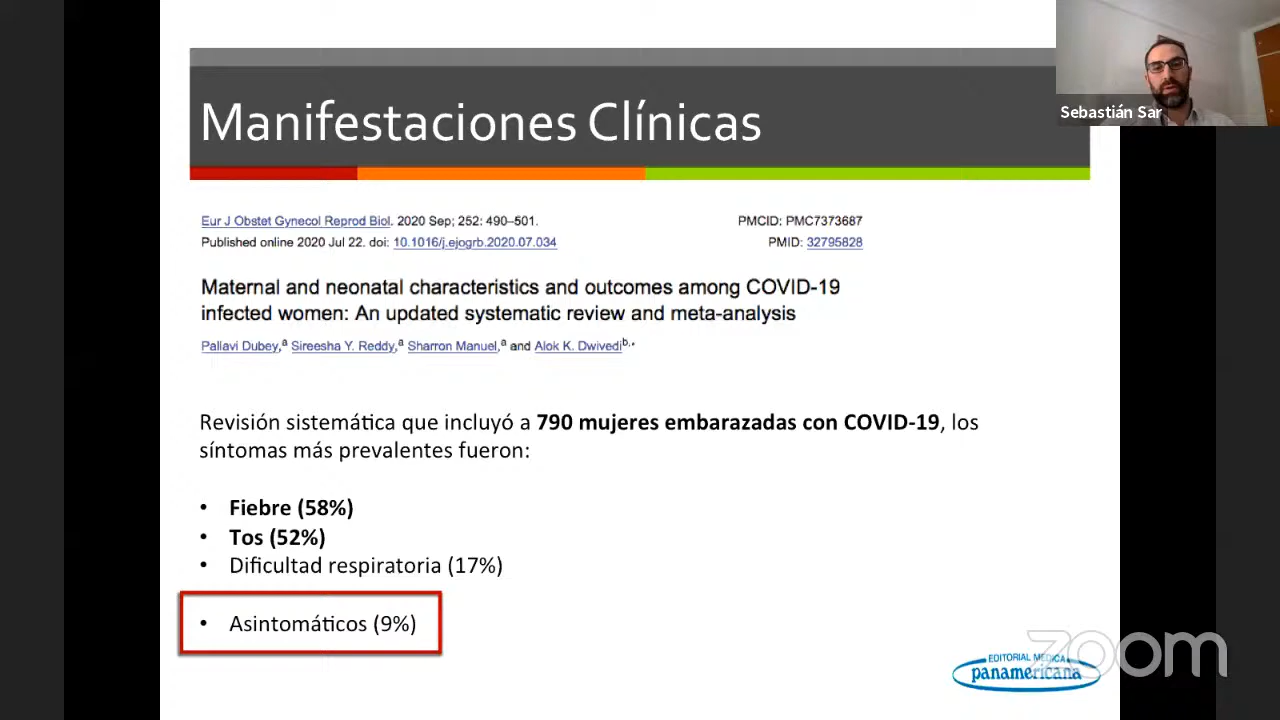 Manifestaciones Clínicas
Sebastián Sar
Eur J Obstet Gynecol Reprod Biol. 2020 Sep; 252: 490–501.
PMCID: PMC7373687
Published online 2020 Jul 22. doi: 10.1016/j.ejogrb.2020.07.034
PMID: 32795828
Maternal and neonatal characteristics and outcomes among COVID-19
infected women: An updated systematic review and meta-analysis
Pallavi Dubey,a Sireesha Y. Reddy,a Sharron Manuel,a and Alok K. Dwivedib,*
Revisión sistemática que incluyó a 790 mujeres embarazadas con COVID-19, los
síntomas más prevalentes fueron:
• Fiebre (58%)
• Tos (52%)
• Dificultad respiratoria (17%)
• Asintomáticos (9%)
EDITORIAL MEDICA
panamericana
zoom